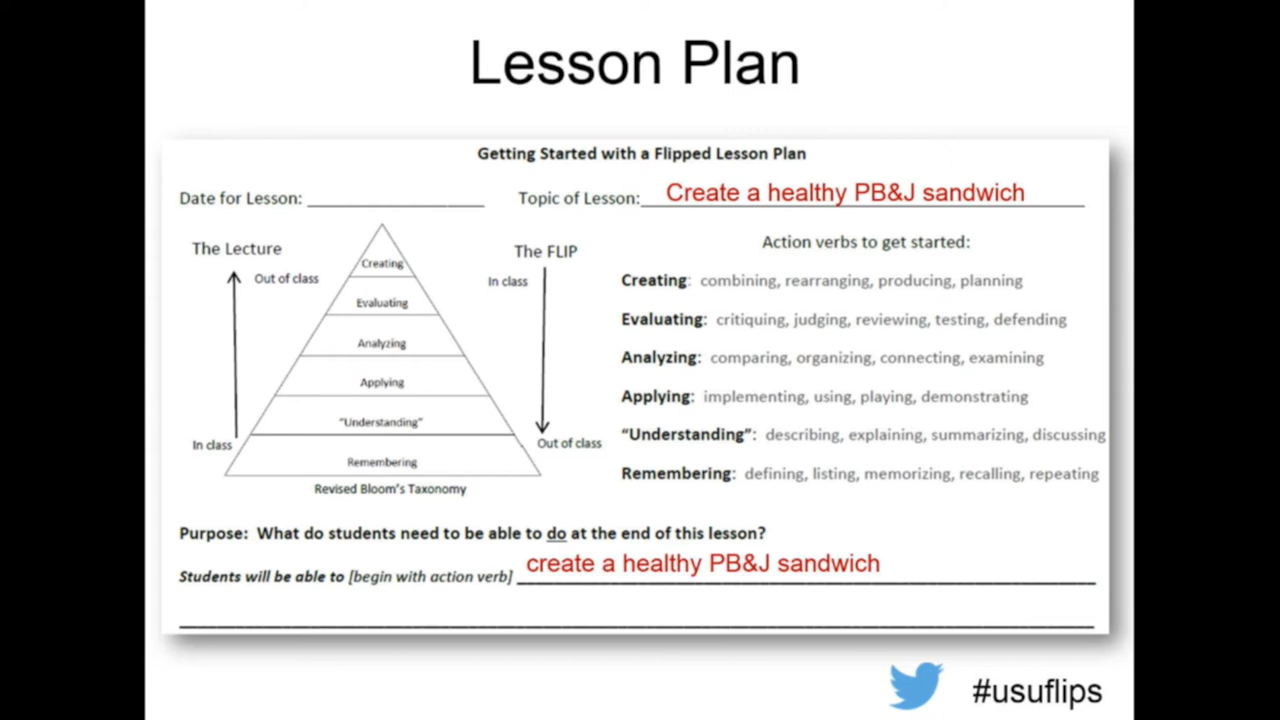 Lesson Plan
Getting Started with a Flipped Lesson Plan
Date for Lesson: ____________________ Topic of Lesson: Create a healthy PB&J sandwich
The Lecture
Out of class
In class
Creating
Evaluating
Analyzing
Applying
"Understanding"
Remembering
Revised Bloom's Taxonomy
The FLIP
In class
Out of class
Action verbs to get started:
Creating: combining, rearranging, producing, planning
Evaluating: critiquing, judging, reviewing, testing, defending
Analyzing: comparing, organizing, connecting, examining
Applying: implementing, using, playing, demonstrating
"Understanding": describing, explaining, summarizing, discussing
Remembering: defining, listing, memorizing, recalling, repeating
Purpose: What do students need to be able to do at the end of this lesson?
Students will be able to [begin with action verb] create a healthy PB&J sandwich
#usuflips